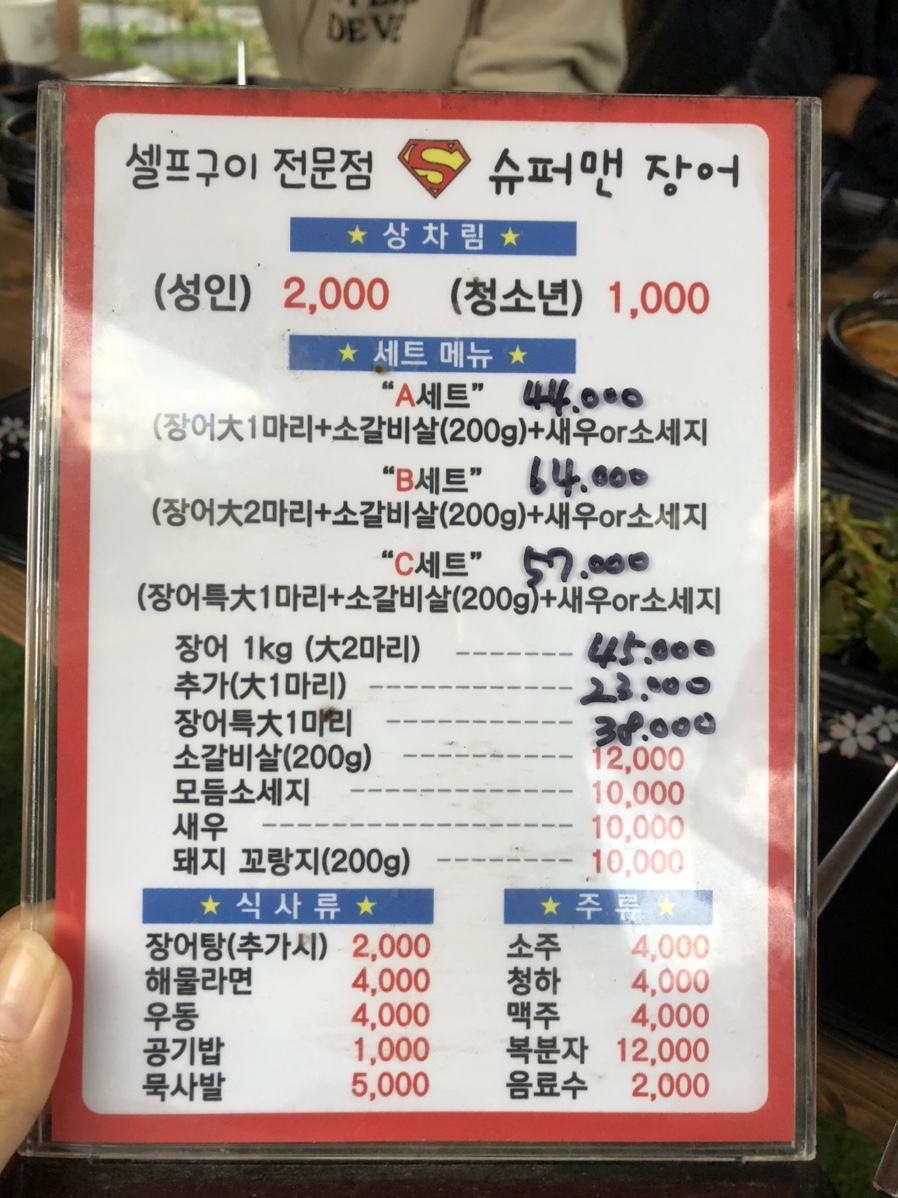 DEVE
셀프구이 전문점 S 슈퍼맨 장어
★ 상차림 ★
(성인) 2,000 (청소년) 1,000
★ 세트 메뉴 ★
“A세트” 44.000
(장어大1마리+소갈비살(200g)+새우or소세지
“B세트” 64.000
(장어大2마리+소갈비살(200g)+새우or소세지
“C세트” 57.000
(장어특大1마리+소갈비살(200g)+새우or소세지
장어 1kg (大2마리) -------- 45.000
추가(大1마리) -------- 23.000
장어특大1마리 -------- 38.000
소갈비살(200g) -------- 12,000
모듬소세지 -------- 10,000
새우 -------- 10,000
돼지 꼬랑지(200g) -------- 10,000
★ 식사류 ★
장어탕(추가시) 2,000
해물라면 4,000
우동 4,000
공기밥 1,000
묵사발 5,000
★ 주류 ★
소주 4,000
청하 4,000
맥주 4,000
복분자 12,000
음료수 2,000